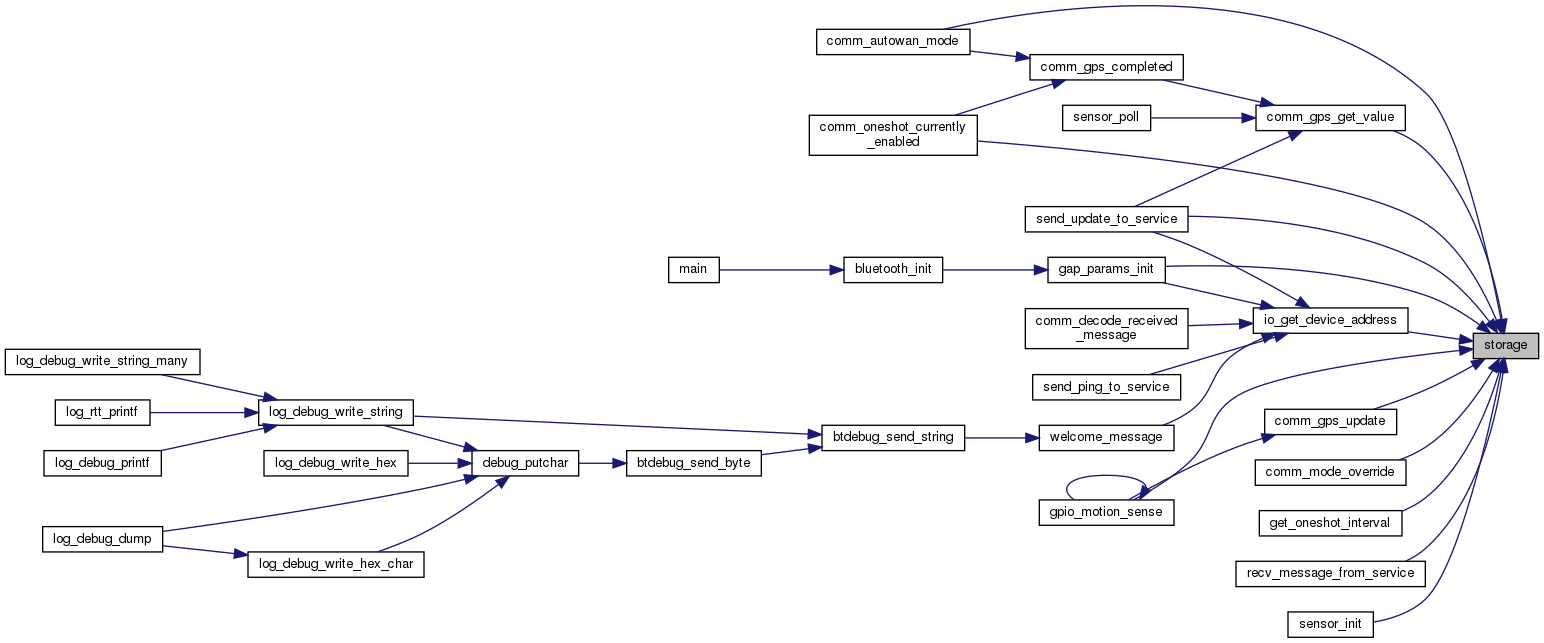 comm_autowan_mode
comm_gps_completed
sensor_poll
comm_gps_get_value
comm_oneshot_currently
_enabled
send_update_to_service
main
bluetooth_init
gap_params_init
comm_decode_received
_message
io_get_device_address
storage
log_debug_write_string_many
send_ping_to_service
log_rtt_printf
log_debug_write_string
comm_gps_update
btdebug_send_string
welcome_message
log_debug_printf
log_debug_write_hex
debug_putchar
btdebug_send_byte
comm_mode_override
gpio_motion_sense
get_oneshot_interval
log_debug_dump
log_debug_write_hex_char
recv_message_from_service
sensor_init